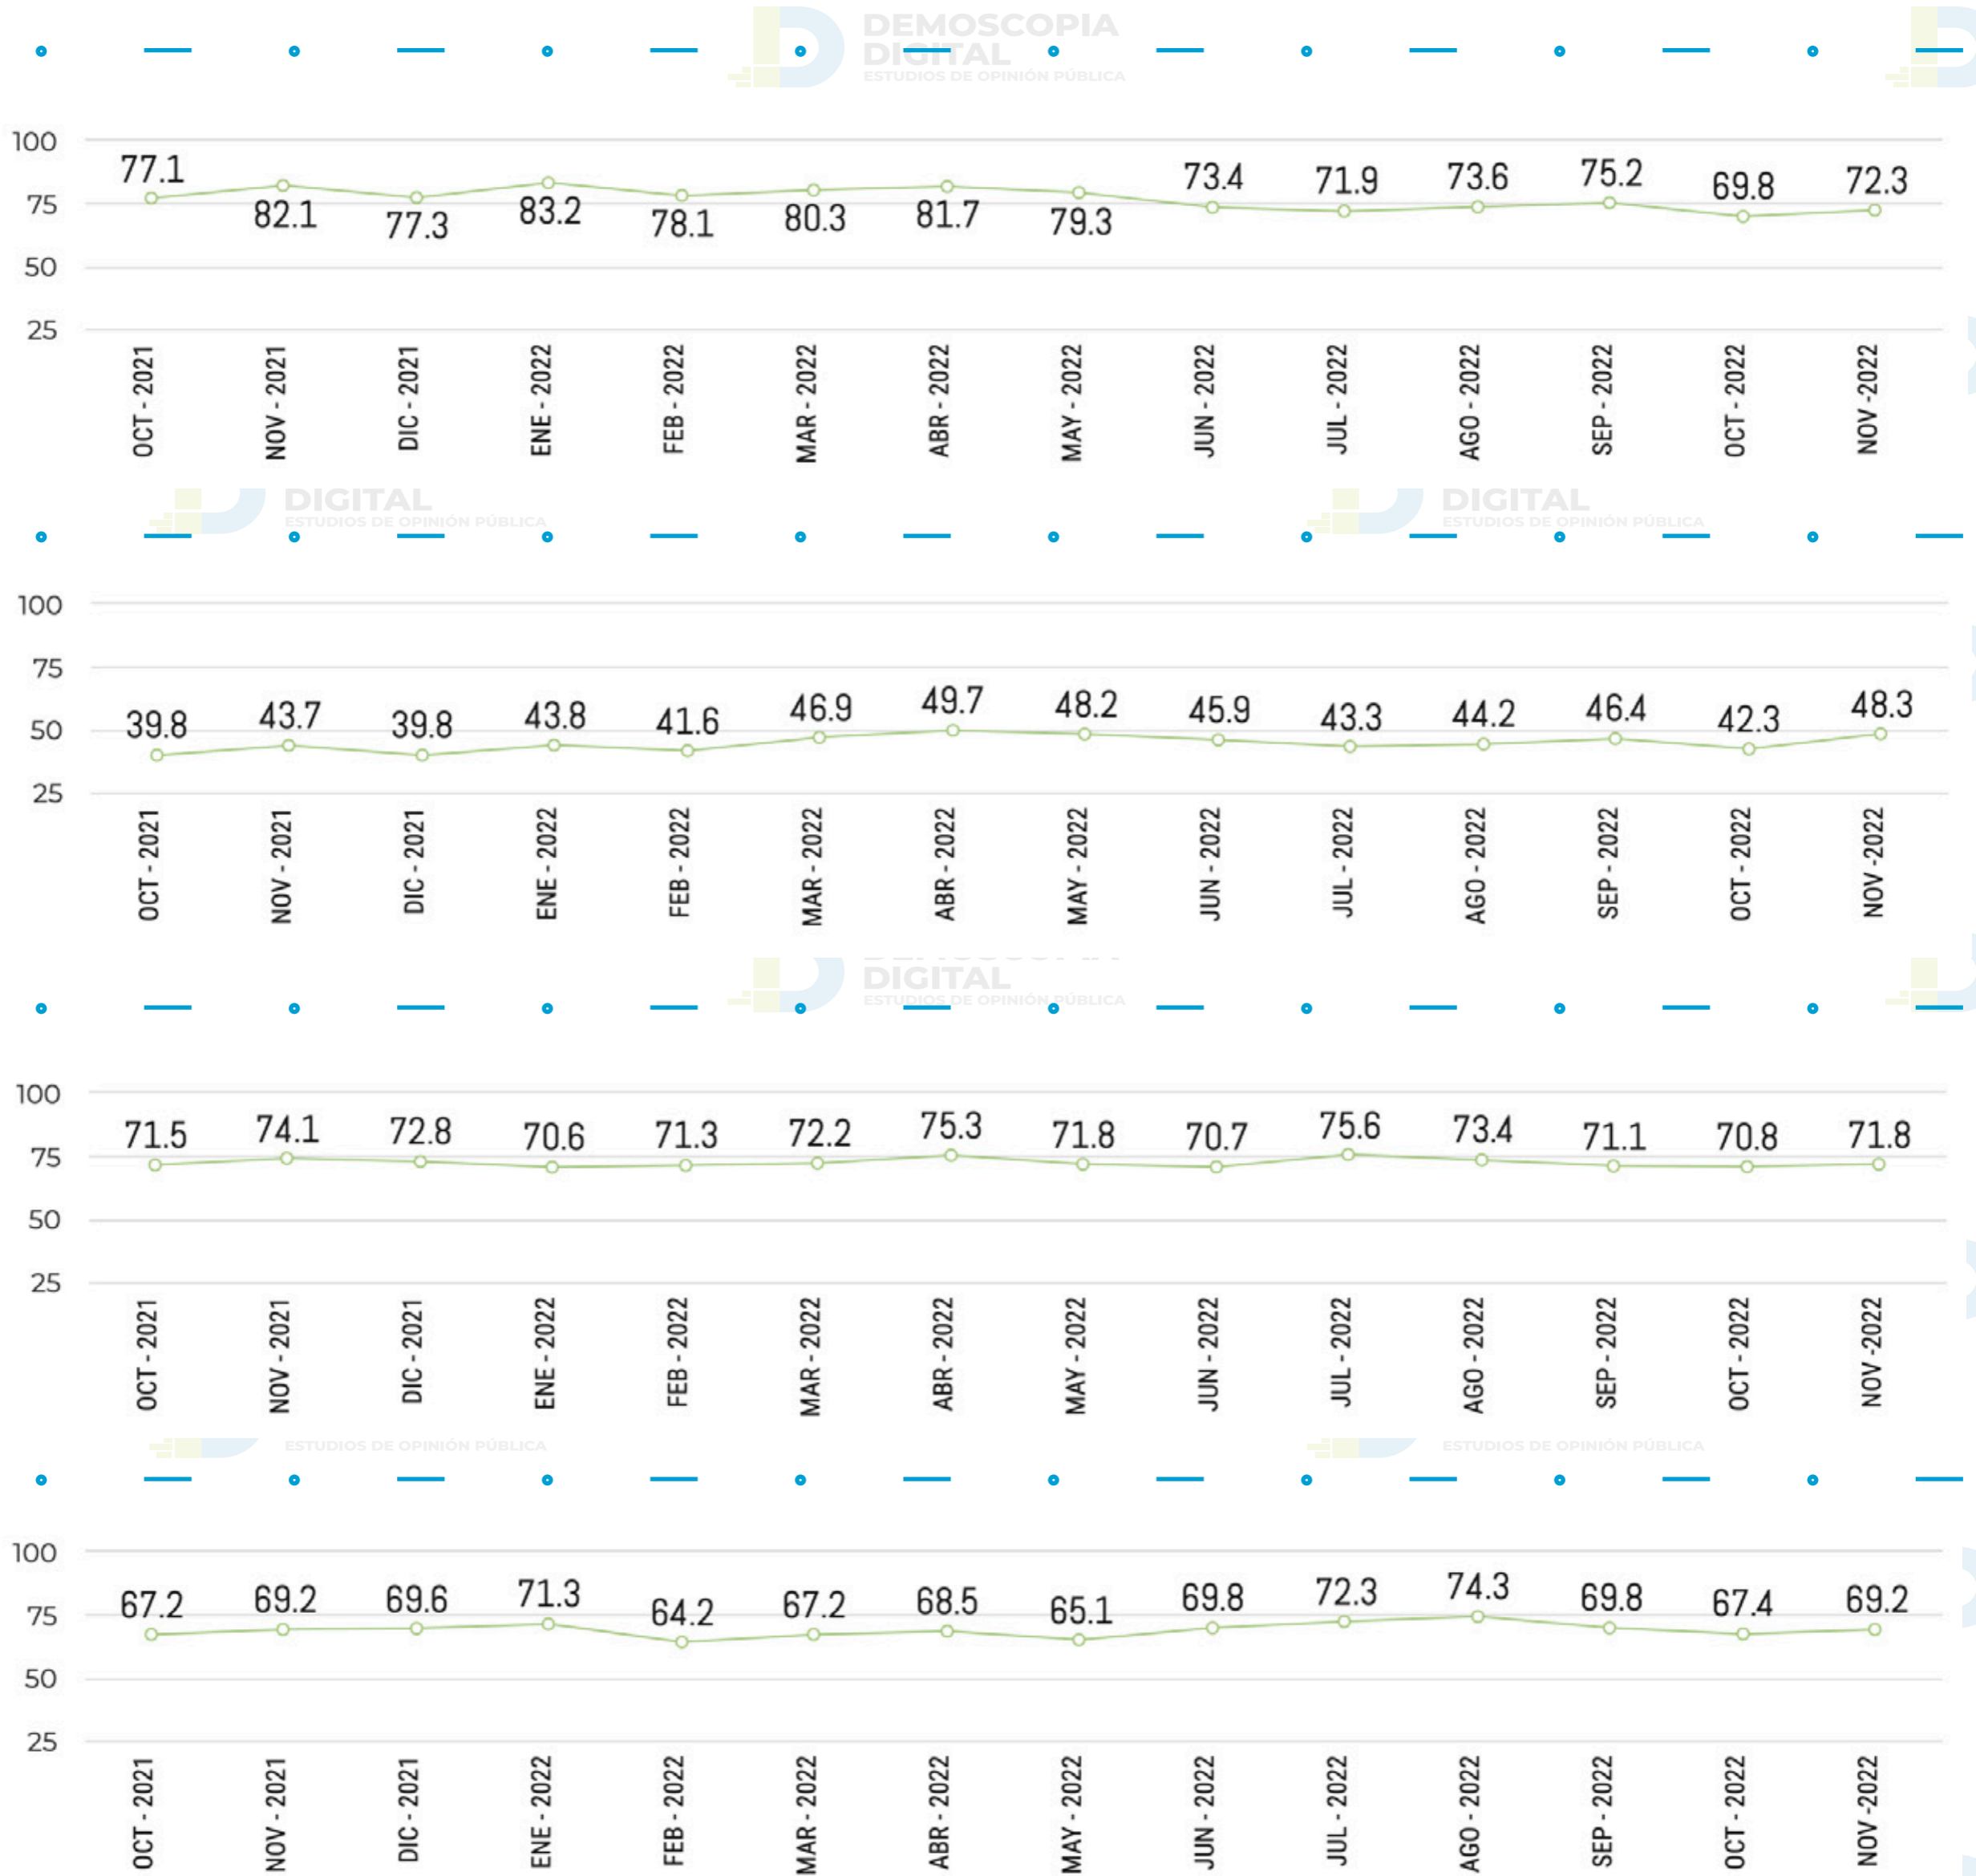 DEMOSCOPIA
DIGITAL
ESTUDIOS DE OPINIÓN PÚBLICA
100
75
50
25
77.1
82.1
77.3
83.2
78.1
80.3
81.7
79.3
73.4
71.9
73.6
75.2
69.8
72.3
OCT - 2021
NOV - 2021
DIC - 2021
ENE - 2022
FEB - 2022
MAR - 2022
ABR - 2022
MAY - 2022
JUN - 2022
JUL - 2022
AGO - 2022
SEP - 2022
OCT - 2022
NOV -2022
DIGITAL
ESTUDIOS DE OPINIÓN PÚBLICA
DIGITAL
ESTUDIOS DE OPINIÓN PÚBLICA
100
75
50
25
39.8
43.7
39.8
43.8
41.6
46.9
49.7
48.2
45.9
43.3
44.2
46.4
42.3
48.3
OCT - 2021
NOV - 2021
DIC - 2021
ENE - 2022
FEB - 2022
MAR - 2022
ABR - 2022
MAY - 2022
JUN - 2022
JUL - 2022
AGO - 2022
SEP - 2022
OCT - 2022
NOV -2022
DIGITAL
ESTUDIOS DE OPINIÓN PÚBLICA
100
75
50
25
71.5
74.1
72.8
70.6
71.3
72.2
75.3
71.8
70.7
75.6
73.4
71.1
70.8
71.8
OCT - 2021
NOV - 2021
DIC - 2021
ENE - 2022
FEB - 2022
MAR - 2022
ABR - 2022
MAY - 2022
JUN - 2022
JUL - 2022
AGO - 2022
SEP - 2022
OCT - 2022
NOV -2022
ESTUDIOS DE OPINIÓN PÚBLICA
ESTUDIOS DE OPINIÓN PÚBLICA
100
75
50
25
67.2
69.2
69.6
71.3
64.2
67.2
68.5
65.1
69.8
72.3
74.3
69.8
67.4
69.2
OCT - 2021
NOV - 2021
DIC - 2021
ENE - 2022
FEB - 2022
MAR - 2022
ABR - 2022
MAY - 2022
JUN - 2022
JUL - 2022
AGO - 2022
SEP - 2022
OCT - 2022
NOV -2022